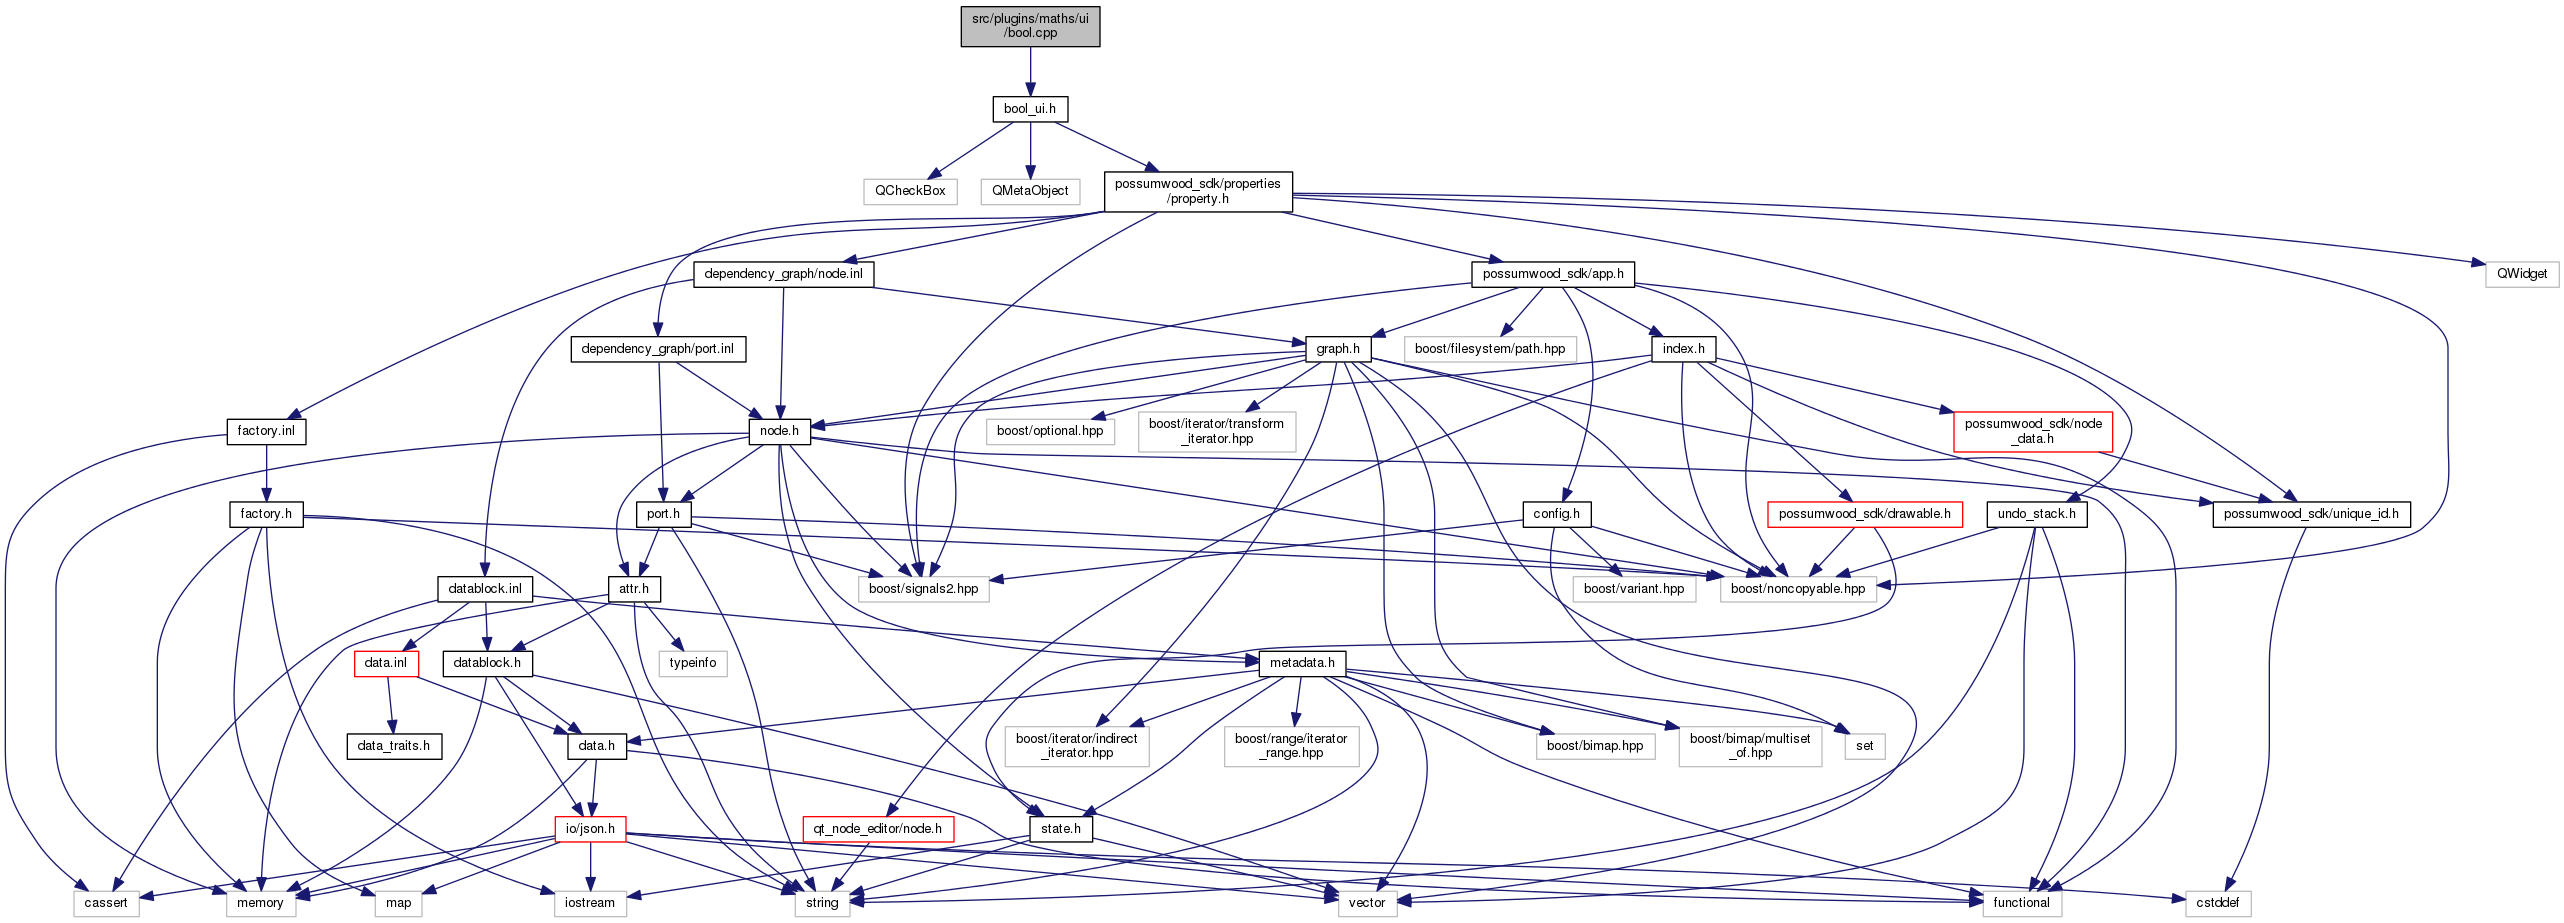 src/plugins/maths/ui
/bool.cpp
bool_ui.h
QCheckBox
QMetaObject
possumwood_sdk/properties
/property.h
dependency_graph/node.inl
possumwood_sdk/app.h
QWidget
dependency_graph/port.inl
graph.h
boost/filesystem/path.hpp
index.h
factory.inl
node.h
boost/optional.hpp
boost/iterator/transform
_iterator.hpp
possumwood_sdk/node
_data.h
factory.h
port.h
config.h
possumwood_sdk/drawable.h
undo_stack.h
possumwood_sdk/unique_id.h
datablock.inl
attr.h
boost/signals2.hpp
boost/variant.hpp
boost/noncopyable.hpp
data.inl
datablock.h
typeinfo
metadata.h
data_traits.h
data.h
boost/iterator/indirect
_iterator.hpp
boost/range/iterator
_range.hpp
boost/bimap.hpp
boost/bimap/multiset
_of.hpp
set
io/json.h
qt_node_editor/node.h
state.h
cassert
memory
map
iostream
string
vector
functional
cstddef